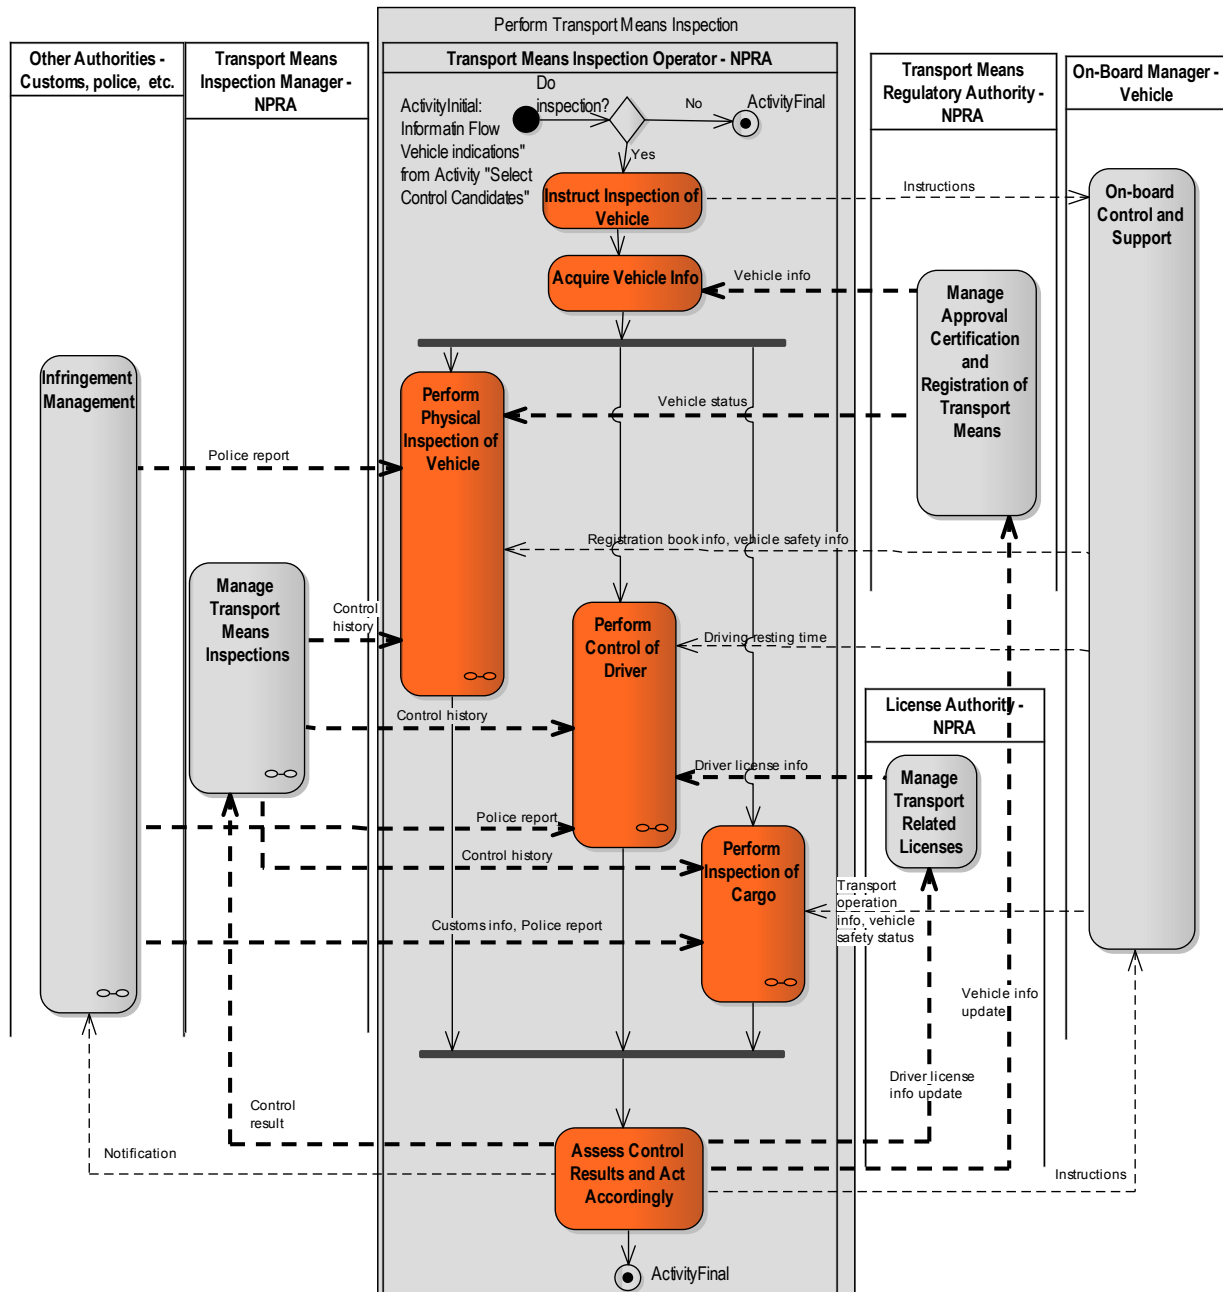 Perform Transport Means Inspection
Other Authorities -
Customs, police, etc.
Transport Means
Inspection Manager -
NPRA
Transport Means Inspection Operator - NPRA
Transport Means
Regulatory Authority -
NPRA
On-Board Manager -
Vehicle
ActivityInitial:
Informatin Flow
Vehicle indications"
from Activity "Select
Control Candidates"
Do
inspection?
No
ActivityFinal
Yes
Instruct Inspection of
Vehicle
Instructions
On-board
Control and
Support
Acquire Vehicle Info
Vehicle info
Manage
Approval
Certification
and
Registration of
Transport
Means
Infringement
Management
Perform
Physical
Inspection of
Vehicle
Vehicle status
Police report
Registration book info, vehicle safety info
Manage
Transport
Means
Inspections
Control
history
Perform
Control of
Driver
Driving resting time
License Authority -
NPRA
Control history
Driver license info
Manage
Transport
Related
Licenses
Police report
Control history
Perform
Inspection of
Cargo
Transport
operation
info, vehicle
safety status
Customs info, Police report
Vehicle info
update
Driver license
info update
Control
result
Notification
Assess Control
Results and Act
Accordingly
Instructions
ActivityFinal